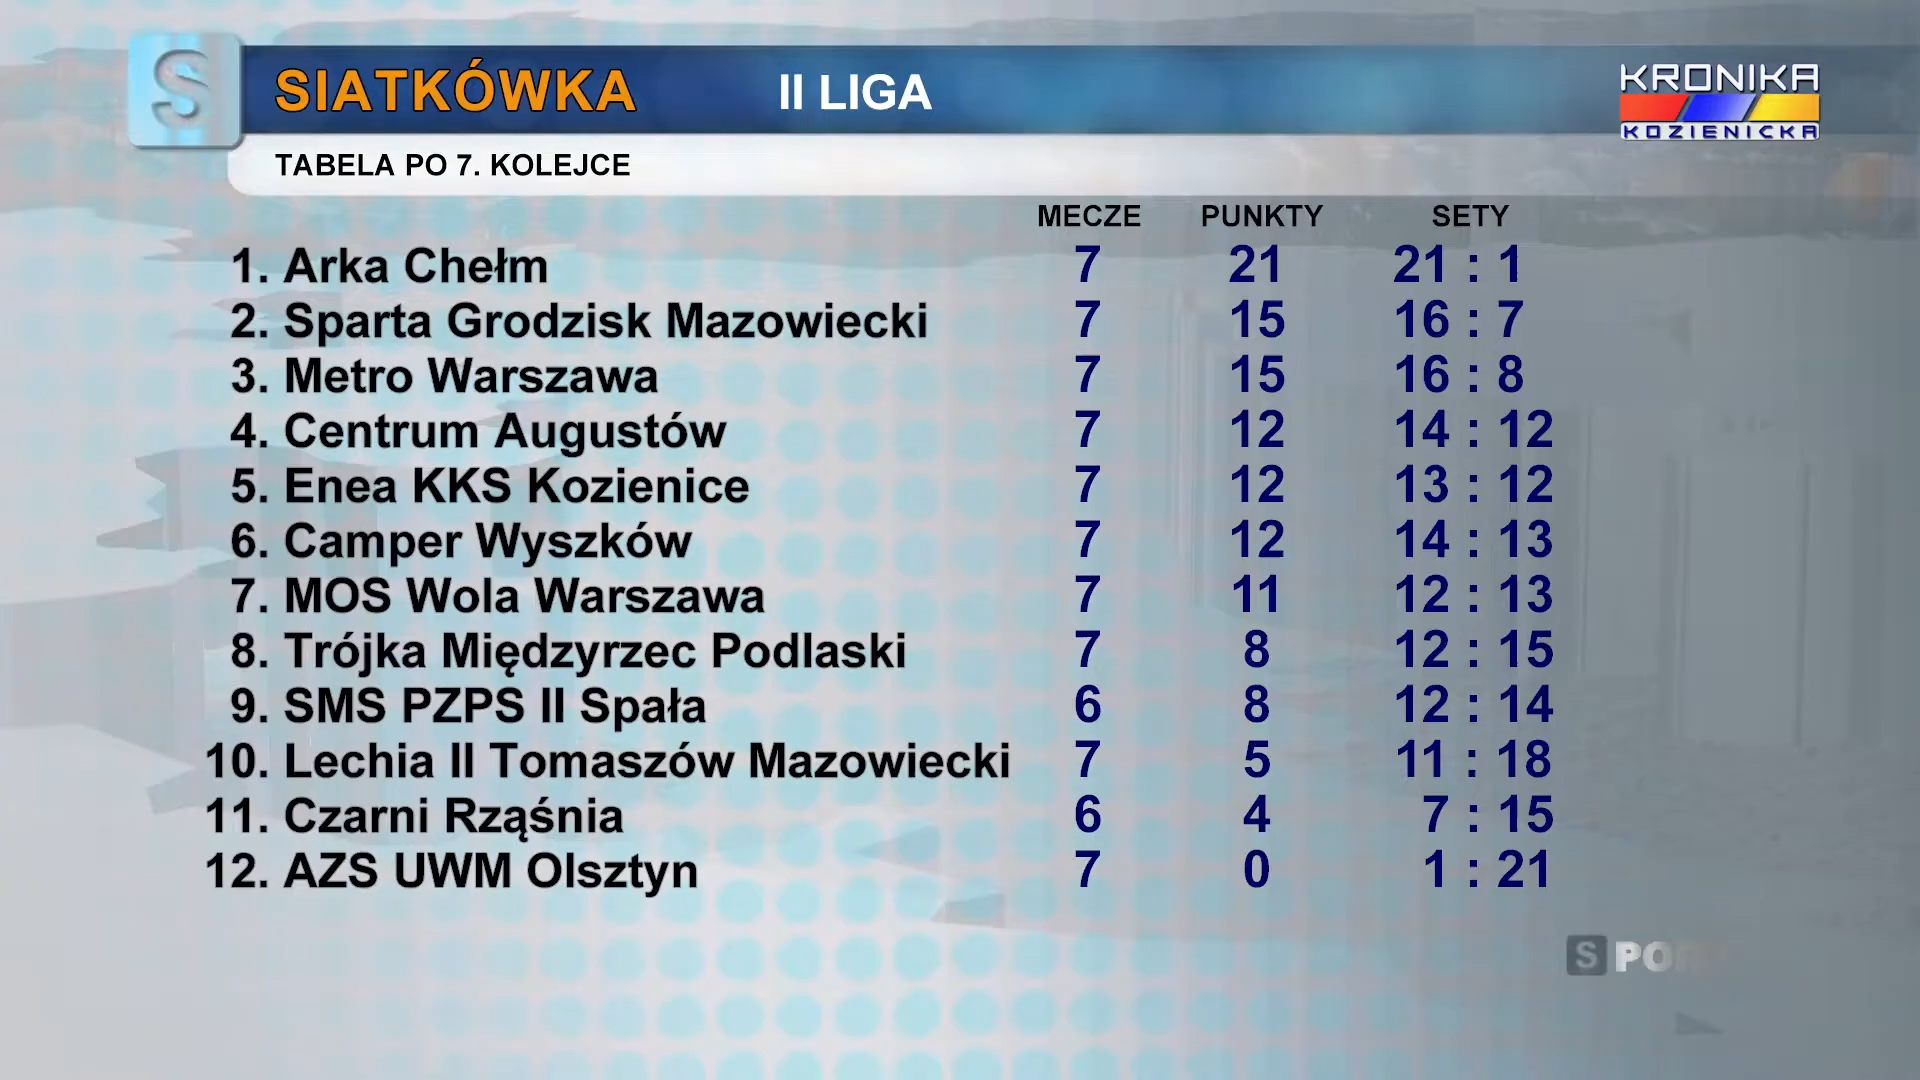 S SIATKÓWKA II LIGA
KRONIKA
KOZIENICKA
TABELA PO 7. KOLEJCE
MECZE PUNKTY SETY
1. Arka Chełm 7 21 21 : 1
2. Sparta Grodzisk Mazowiecki 7 15 16 : 7
3. Metro Warszawa 7 15 16 : 8
4. Centrum Augustów 7 12 14 : 12
5. Enea KKS Kozienice 7 12 13 : 12
6. Camper Wyszków 7 12 14 : 13
7. MOS Wola Warszawa 7 11 12 : 13
8. Trójka Międzyrzec Podlaski 7 8 12 : 15
9. SMS PZPS II Spała 6 8 12 : 14
10. Lechia II Tomaszów Mazowiecki 7 5 11 : 18
11. Czarni Rząśnia 6 4 7 : 15
12. AZS UWM Olsztyn 7 0 1 : 21